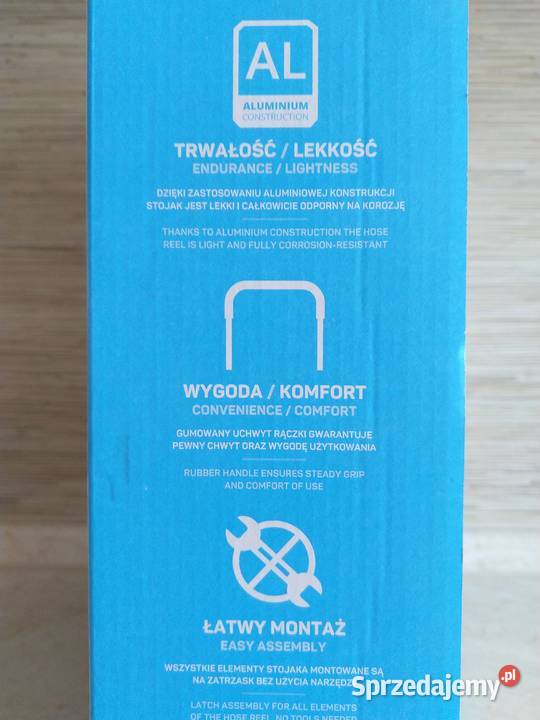 AL
ALUMINIUM
CONSTRUCTION
TRWAŁOŚĆ / LEKKOŚĆ
ENDURANCE / LIGHTNESS
DZIĘKI ZASTOSOWANIU ALUMINIOWEJ KONSTRUKCJI
STOJAK JEST LEKKI I CAŁKOWICIE ODPORNY NA KOROZJĘ
THANKS TO ALUMINIUM CONSTRUCTION THE HOSE
REEL IS LIGHT AND FULLY CORROSION-RESISTANT
WYGODA / KOMFORT
CONVENIENCE / COMFORT
GUMOWANY UCHWYT RĄCZKI GWARANTUJE
PEWNY CHWYT ORAZ WYGODĘ UŻYTKOWANIA
RUBBER HANDLE ENSURES STEADY GRIP
AND COMFORT OF USE
ŁATWY MONTAŻ
EASY ASSEMBLY
WSZYSTKIE ELEMENTY STOJAKA MONTOWANE SĄ
NA ZATRZASK BEZ UŻYCIA NARZĘDZI
LATCH ASSEMBLY FOR ALL ELEMENTS
OF THE HOSE REEL. NO TOOLS NEEDED
Sprzedajemy.pl